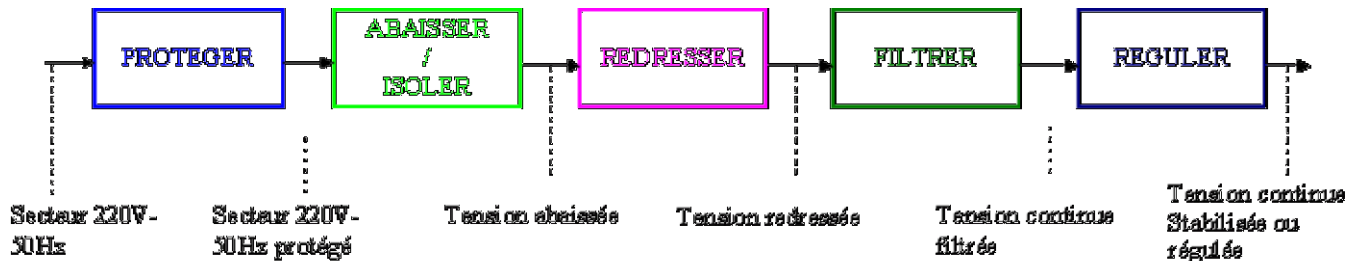 PROTEGER
ABAISSER
/
ISOLER
REDRESSER
FILTRER
REGULER
Secteur 220V-
50Hz
Secteur 220V-
50Hz protégé
Tension abaissée
Tension redressée
Tension continue
filtrée
Tension continue
Stabilisée ou
régulée